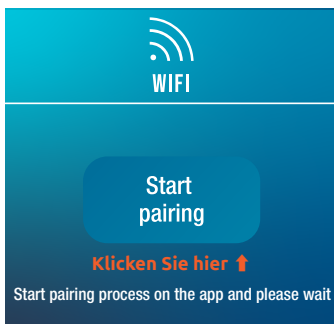 WIFI
Start
pairing
Klicken Sie hier ⬆
Start pairing process on the app and please wait